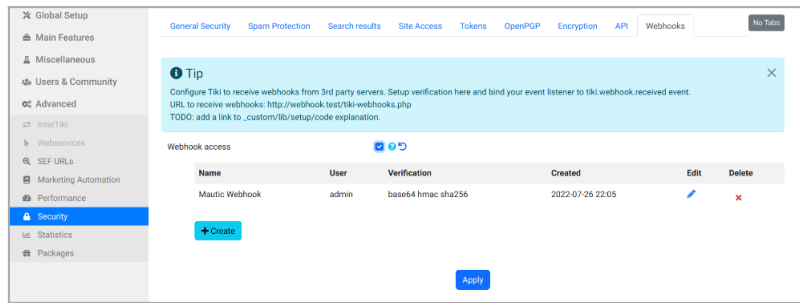 Global Setup
Main Features
Miscellaneous
Users & Community
Advanced
InterTiki
Webservices
SEF URLs
Marketing Automation
Performance
Security
Statistics
Packages
General Security Spam Protection Search results Site Access Tokens OpenPGP Encryption API Webhooks No Tabs
Tip
Configure Tiki to receive webhooks from 3rd party servers. Setup verification here and bind your event listener to tiki.webhook.received event.
URL to receive webhooks: http://webhook.test/tiki-webhooks.php
TODO: add a link to _custom/lib/setup/code explanation.
Webhook access
Name User Verification Created Edit Delete
Mautic Webhook admin base64 hmac sha256 2022-07-26 22:05
+ Create
Apply